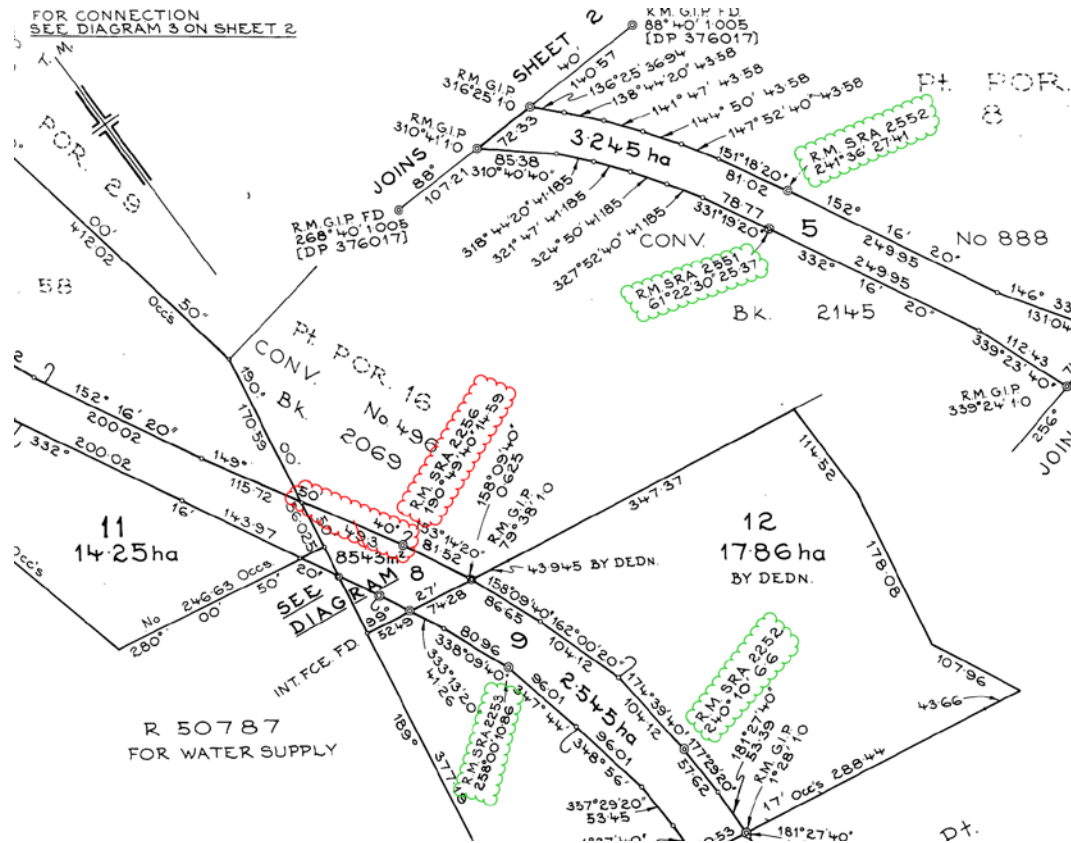 FOR CONNECTION
SEE DIAGRAM 3 ON SHEET 2
T. M.
POR. 29
00'
412.02
Occ's
50"
58
SHEET 2
JOINS
R.M. G.I.P. FD
88° 40' 1·005
[DP 376017]
40'
140·57
R.M. G.I.P
316°25' 1·0
R.M. G.I.P
310°41' 1·0
72·33
88°
107·21
R.M. G.I.P. FD
268° 40' 1·005
[DP 376017]
136°25' 36·94
138°44'20" 43·58
141° 47' 43·58
144° 50' 43·58
147° 52' 40" 43·58
3·245 ha
85·38
310°40'40"
318° 44'20" 41·185
321° 47' 41·185
324° 50' 41·185
327°52'40" 41·185
151°18'20"
81·02
78·77
331°19'20"
R.M. SRA 2552
241°36' 27·41
Pt. POR.
8
CONV.
R.M. SRA 2551
61°22'30" 25·37
5
152°
16'
20"
249·95
No 888
332°
249·95
16'
20"
Bk. 2145
146° 33
131·04
112·43
339°23' 40"
R.M. G.I.P.
339°24' 1·0
256°
JOIN
Pt. POR. 16
CONV.
Bk.
No. 496
2069
190°
170·59
00'
152° 16' 20"
200·02
332°
200·02
16'
149°
115·72
50'
40"
49·3
R.M. SRA 2256
190°49'40" 14·59
143·97
56·025
50"
20"
8543m²
8
153°14'20"
81·52
158°09'40"
0·625
R.M. G.I.P.
79°38' 1·0
43·945 BY DEDN.
11
14·25ha
Occ's
No 246·63 Occs
280° 00' 50"
SEE
DIAGRAM
99°
27'
74·28
52·49
INT. FCE. FD.
347·37
12
17·86 ha
BY DEDN.
114·52
178·08
107·96
43·66
158°09'40"
86·65
162°00'20"
104·12
174°39'40"
104·12
9
2·545 ha
80·96
338°09'40"
333°13'20"
41·26
96·01
347° 44'
96·01
348° 56'
357°29'20"
53·45
R.M. SRA 2253
258°00' 10·86
R.M. SRA 2252
240°10' 6·6
177°29'20"
57·62
181°27'40"
53·39
R.M. G.I.P
1°28' 1·0
17' Occ's 288·44
181°27'40"
R 50787
FOR WATER SUPPLY
189°
Pt.